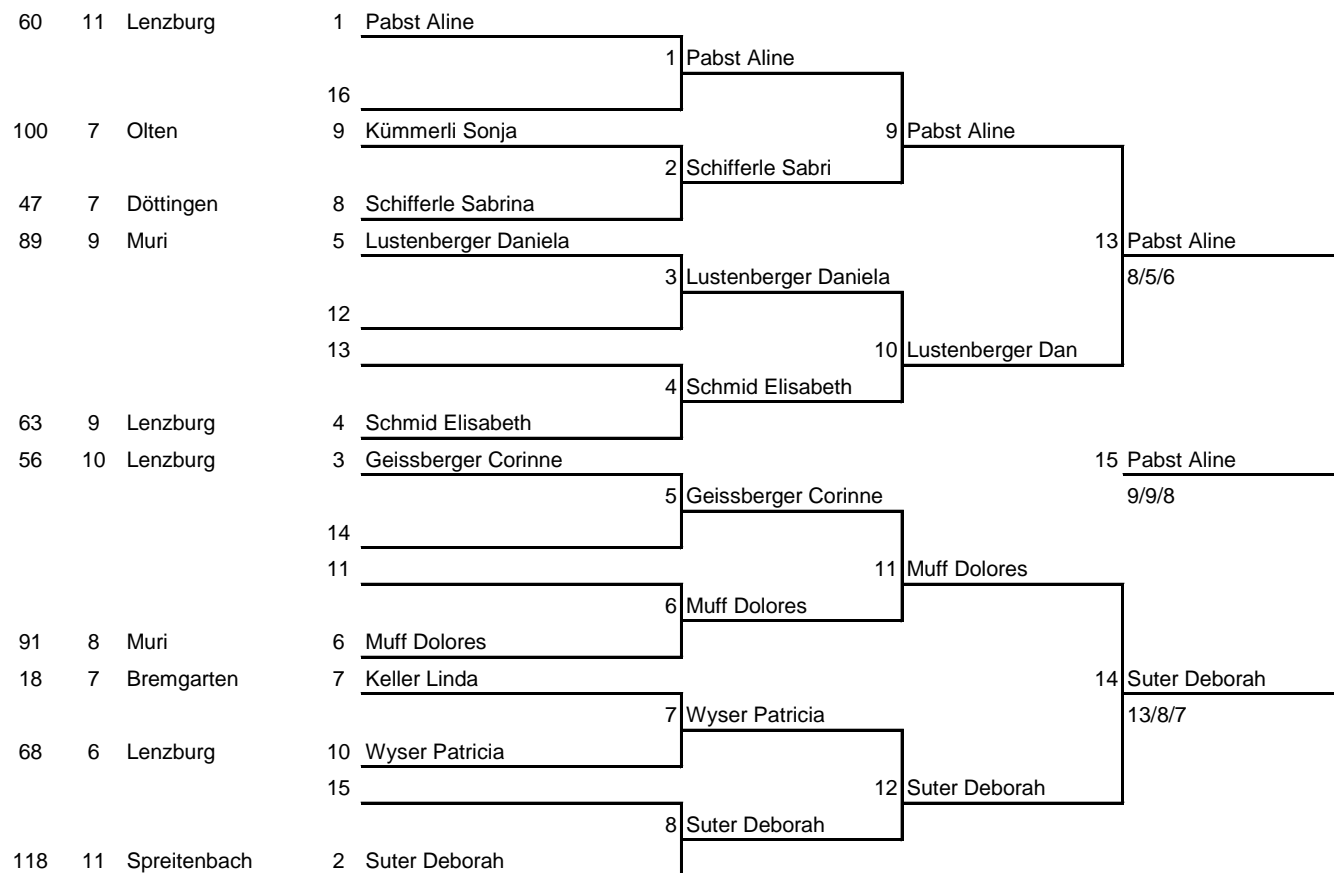 60 11 Lenzburg 1 Pabst Aline
1 Pabst Aline
16
100 7 Olten 9 Kümmerli Sonja 9 Pabst Aline
2 Schifferle Sabri
47 7 Döttingen 8 Schifferle Sabrina
89 9 Muri 5 Lustenberger Daniela 13 Pabst Aline
3 Lustenberger Daniela 8/5/6
12
13 10 Lustenberger Dan
4 Schmid Elisabeth
63 9 Lenzburg 4 Schmid Elisabeth
56 10 Lenzburg 3 Geissberger Corinne 15 Pabst Aline
5 Geissberger Corinne 9/9/8
14
11 11 Muff Dolores
6 Muff Dolores
91 8 Muri 6 Muff Dolores
18 7 Bremgarten 7 Keller Linda 14 Suter Deborah
7 Wyser Patricia 13/8/7
68 6 Lenzburg 10 Wyser Patricia
15 12 Suter Deborah
8 Suter Deborah
118 11 Spreitenbach 2 Suter Deborah